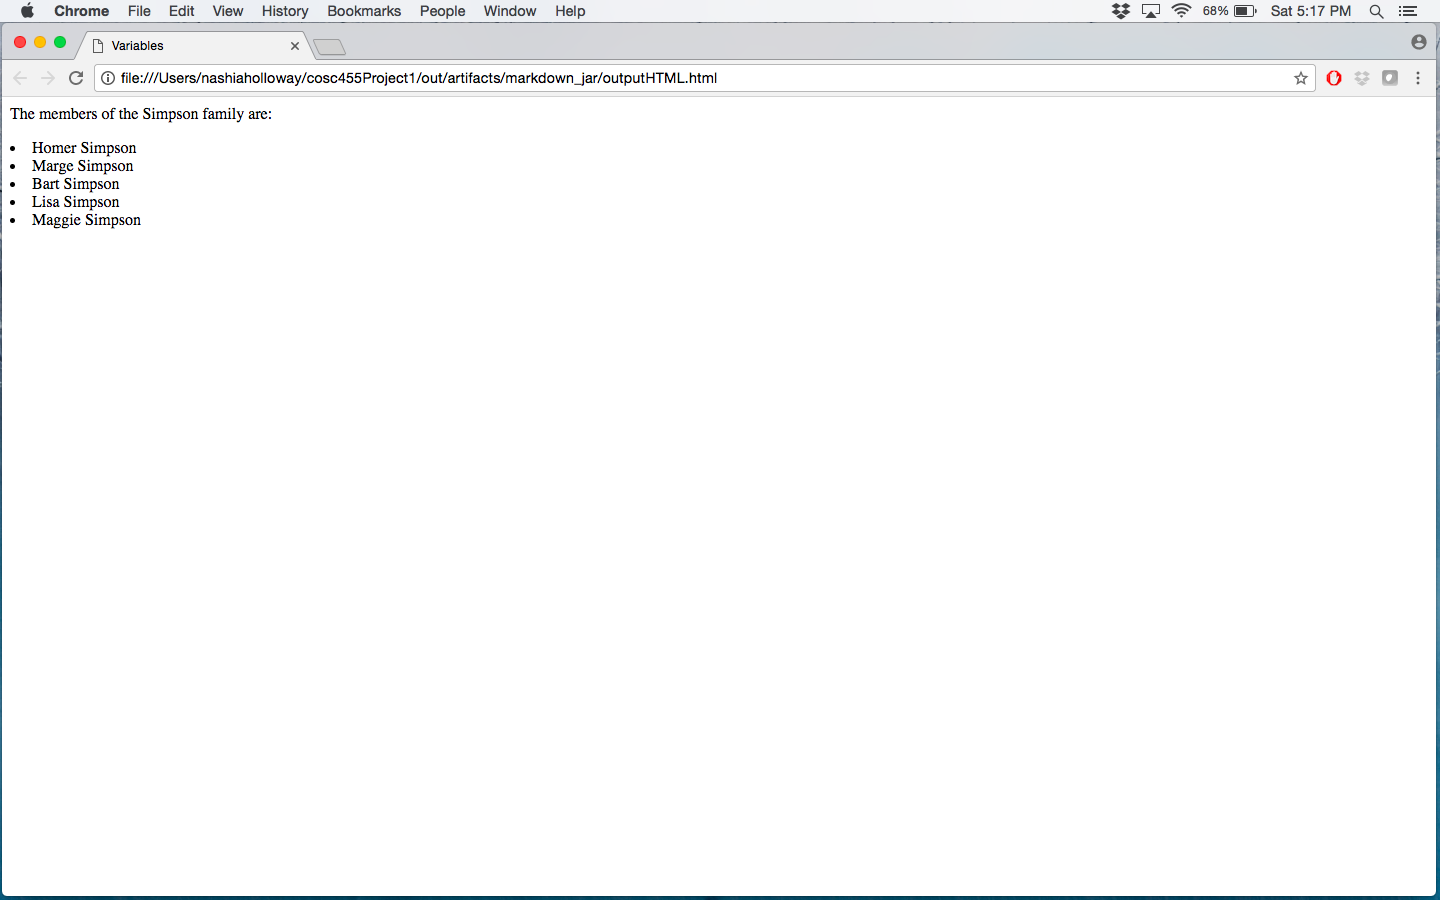 Chrome File Edit View History Bookmarks People Window Help 68% Sat 5:17 PM
Variables
file:///Users/nashiaholloway/cosc455Project1/out/artifacts/markdown_jar/outputHTML.html
The members of the Simpson family are:
• Homer Simpson
• Marge Simpson
• Bart Simpson
• Lisa Simpson
• Maggie Simpson